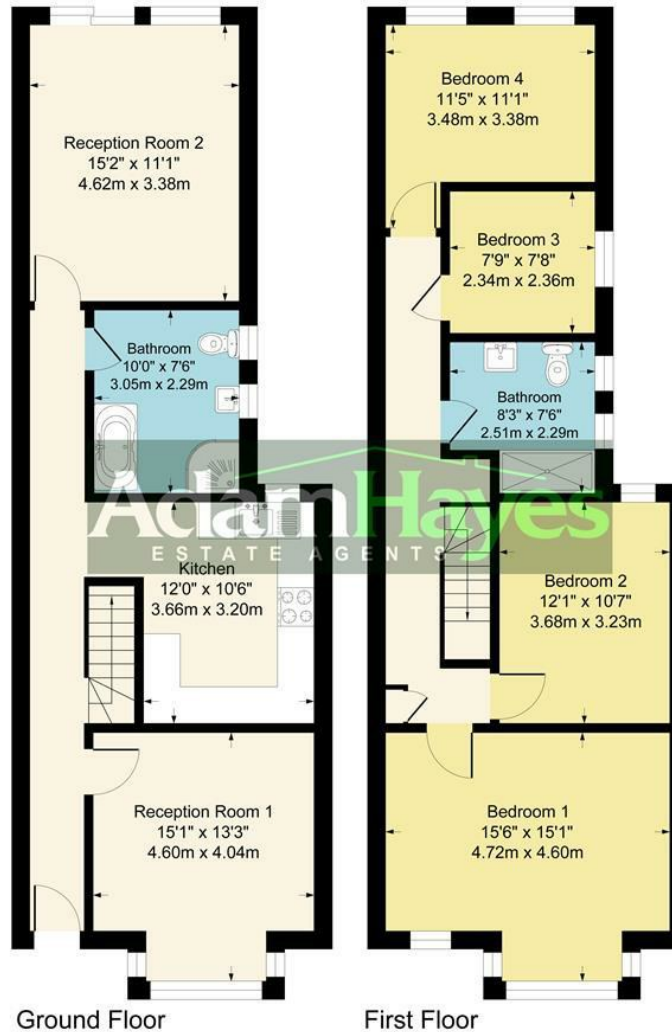 Reception Room 2
15'2" x 11'1"
4.62m x 3.38m
Bathroom
10'0" x 7'6"
3.05m x 2.29m
Kitchen
12'0" x 10'6"
3.66m x 3.20m
Reception Room 1
15'1" x 13'3"
4.60m x 4.04m
Ground Floor
Bedroom 4
11'5" x 11'1"
3.48m x 3.38m
Bedroom 3
7'9" x 7'8"
2.34m x 2.36m
Bathroom
8'3" x 7'6"
2.51m x 2.29m
Bedroom 2
12'1" x 10'7"
3.68m x 3.23m
Bedroom 1
15'6" x 15'1"
4.72m x 4.60m
First Floor
AdamHayes
ESTATE AGENTS